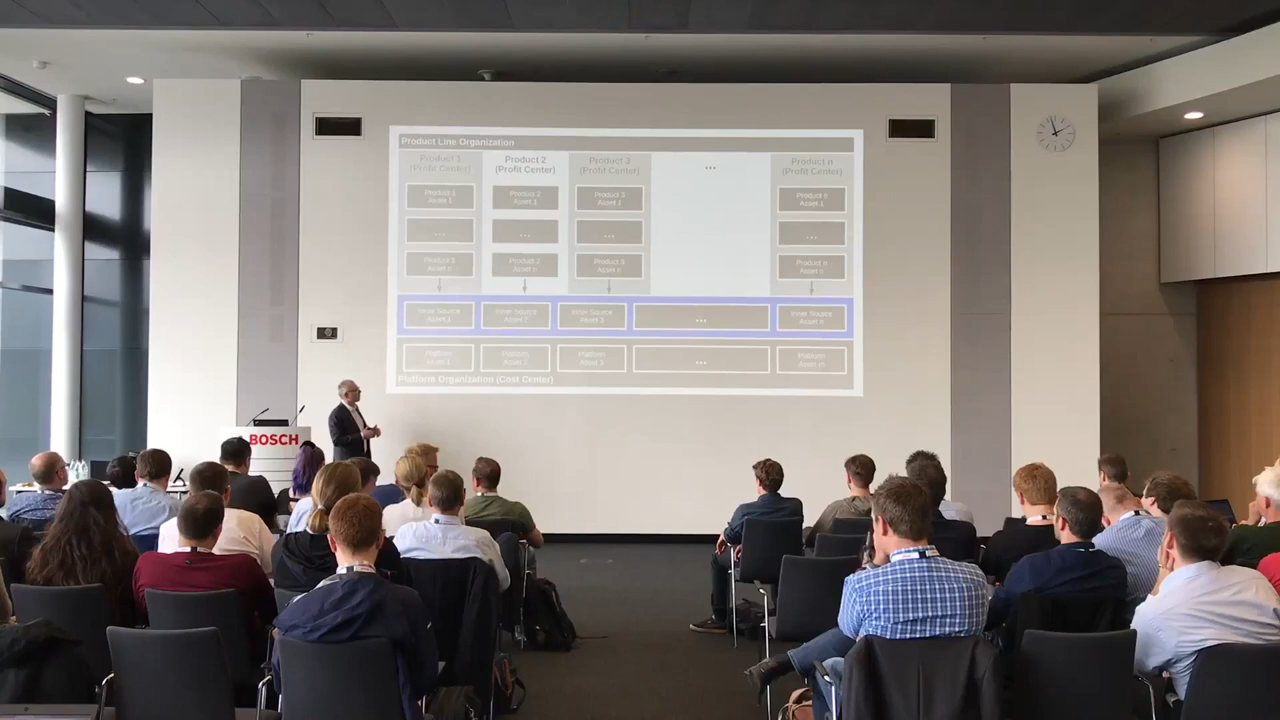 Product Line Organization
Product 1
(Profit Center)
Product 2
(Profit Center)
Product 3
(Profit Center)
...
Product n
(Profit Center)
Product 1
Asset 1
Product 2
Asset 1
Product 3
Asset 1
Product n
Asset 1
...
...
...
...
Product 1
Asset n
Product 2
Asset n
Product 3
Asset n
Product n
Asset n
Inner Source
Asset 1
Inner Source
Asset 2
Inner Source
Asset 3
...
Inner Source
Asset n
Platform
Asset 1
Platform
Asset 2
Platform
Asset 3
...
Platform
Asset m
Platform Organization (Cost Center)
BOSCH